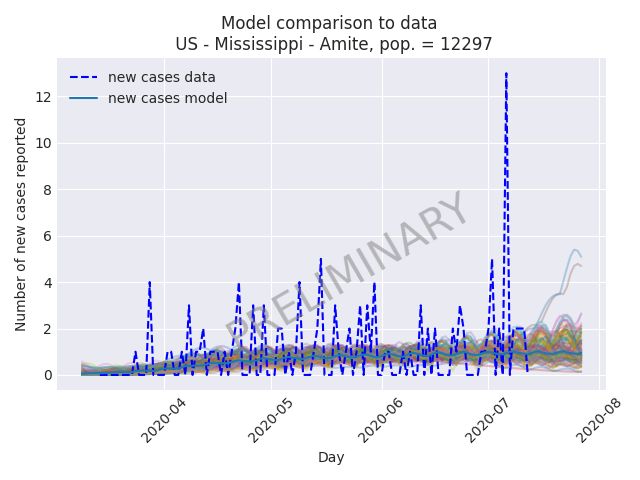 Model comparison to data
US - Mississippi - Amite, pop. = 12297
new cases data
new cases model
Number of new cases reported
12
10
8
6
4
2
0
PRELIMINARY
2020-04
2020-05
2020-06
2020-07
2020-08
Day